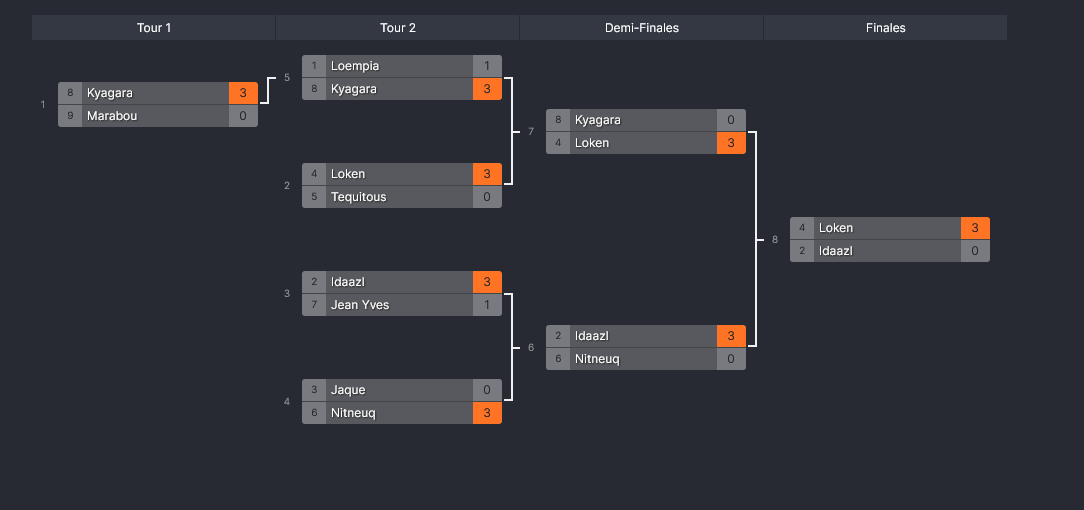 Tour 1 Tour 2 Demi-Finales Finales
1
8 Kyagara 3
9 Marabou 0
5
1 Loempia 1
8 Kyagara 3
2
4 Loken 3
5 Tequitous 0
3
2 Idaazl 3
7 Jean Yves 1
4
3 Jaque 0
6 Nitneuq 3
7
8 Kyagara 0
4 Loken 3
6
2 Idaazl 3
6 Nitneuq 0
8
4 Loken 3
2 Idaazl 0